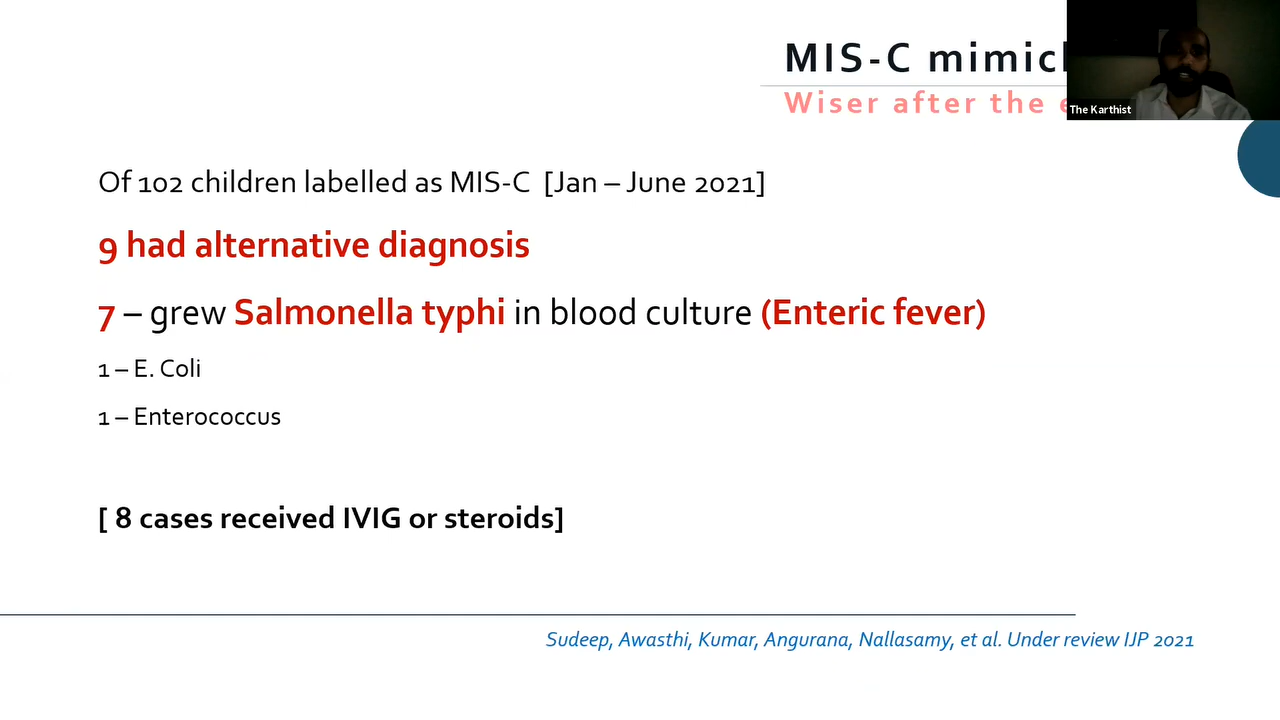 MIS-C
Wiser after the
The Karthist
Of 102 children labelled as MIS-C [Jan – June 2021]
9 had alternative diagnosis
7 – grew Salmonella typhi in blood culture (Enteric fever)
1 – E. Coli
1 – Enterococcus
[ 8 cases received IVIG or steroids]
Sudeep, Awasthi, Kumar, Angurana, Nallasamy, et al. Under review IJP 2021